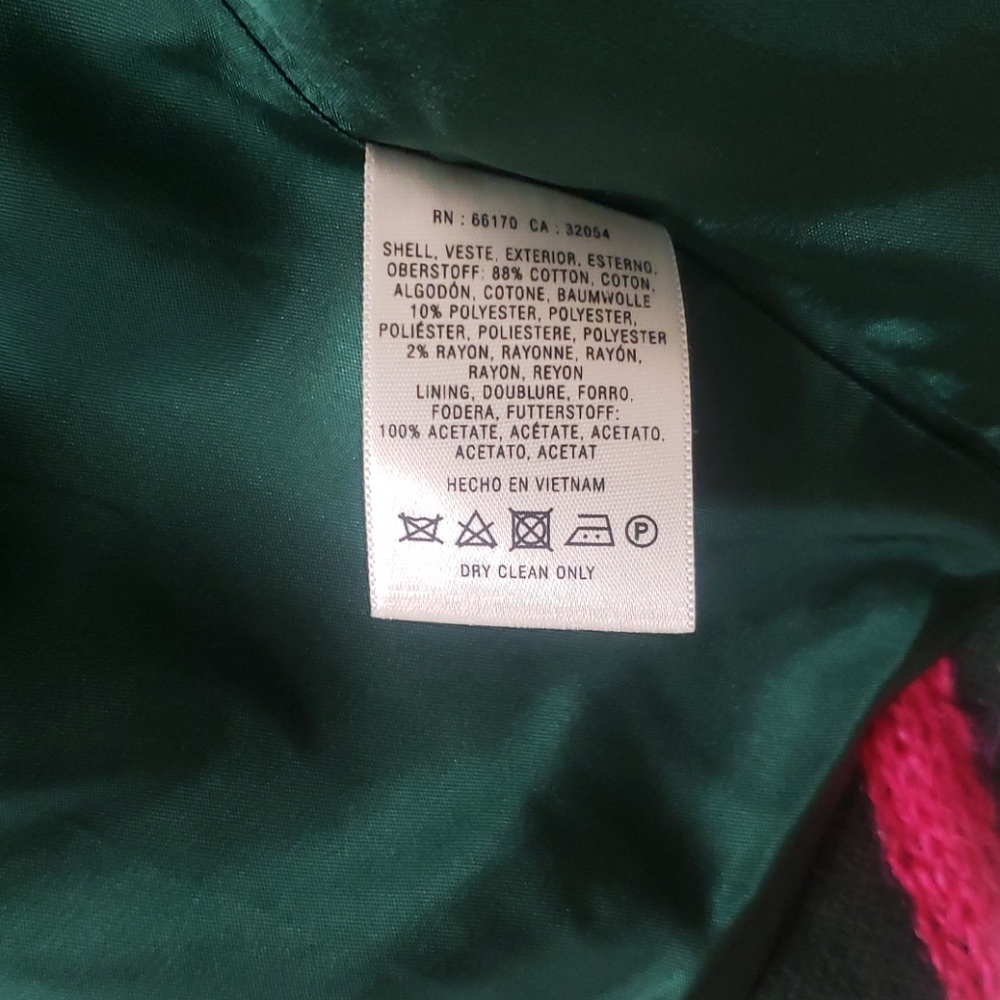 RN : 66170 CA : 32054
SHELL, VESTE, EXTERIOR, ESTERNO,
OBERSTOFF: 88% COTTON, COTON,
ALGODÓN, COTONE, BAUMWOLLE
10% POLYESTER, POLYESTER,
POLIÉSTER, POLIESTERE, POLYESTER
2% RAYON, RAYONNE, RAYÓN,
RAYON, REYON
LINING, DOUBLURE, FORRO,
FODERA, FUTTERSTOFF:
100% ACETATE, ACÉTATE, ACETATO,
ACETATO, ACETAT
HECHO EN VIETNAM
P
DRY CLEAN ONLY